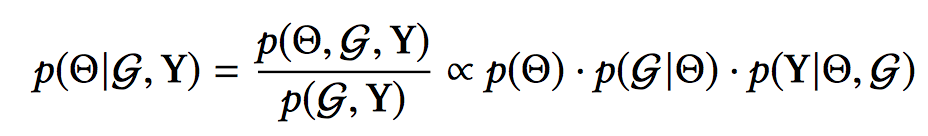 p(Θ|𝒢, Y) = p(Θ, 𝒢, Y) / p(𝒢, Y) ∝ p(Θ) · p(𝒢|Θ) · p(Y|Θ, 𝒢)